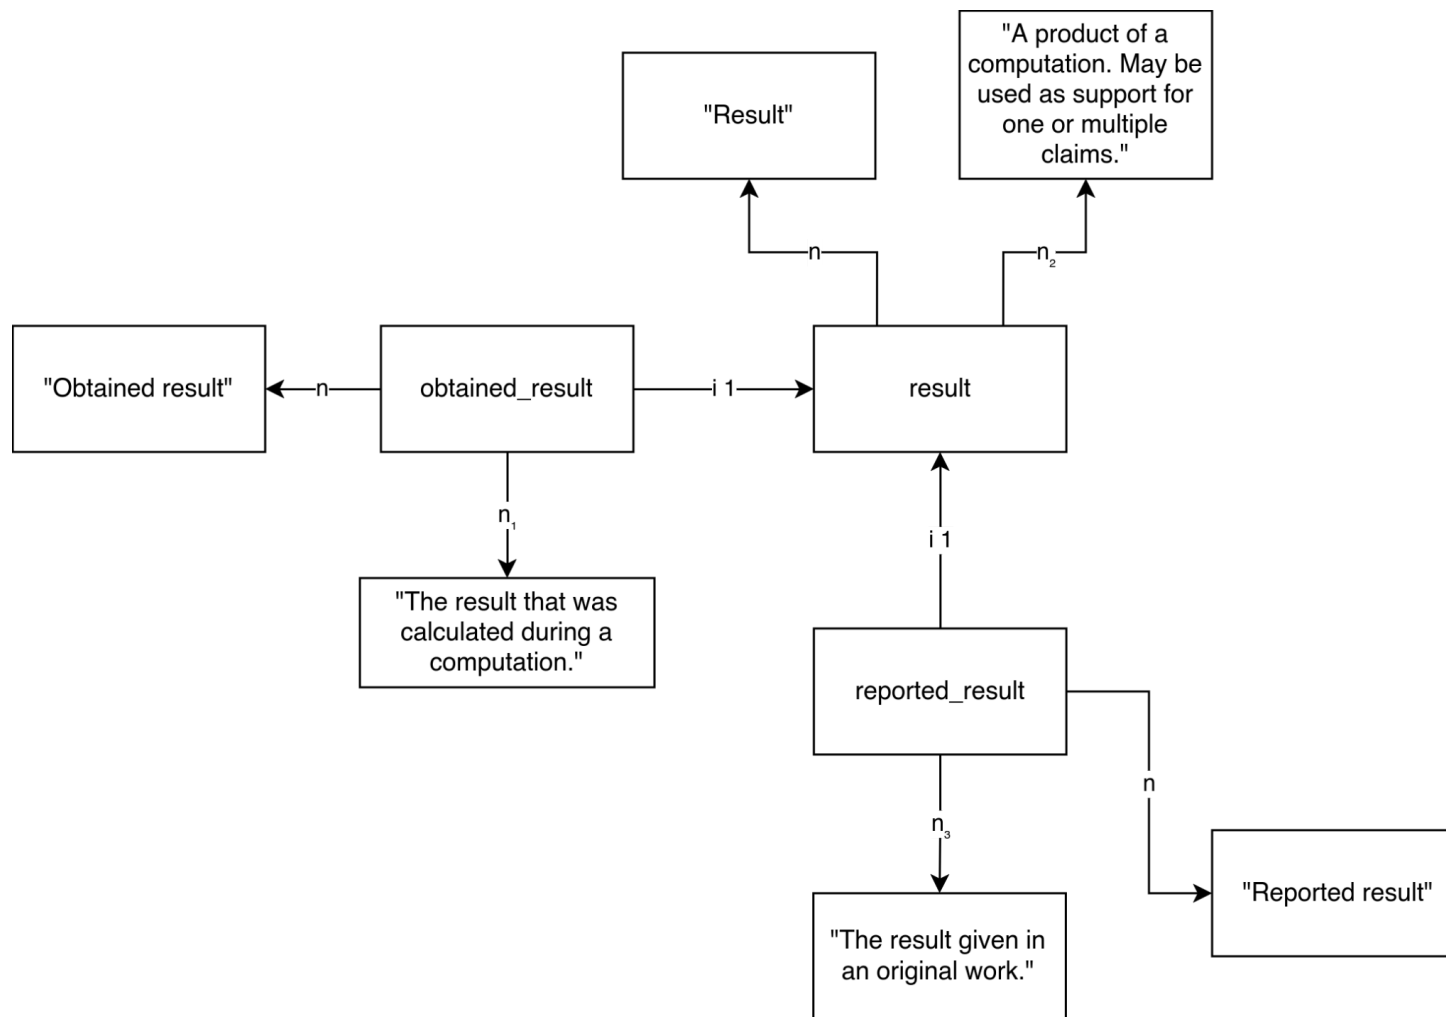 "A product of a
computation. May be
used as support for
one or multiple
claims."
"Result"
n
n₂
"Obtained result"
n
obtained_result
i 1
result
n₁
i 1
"The result that was
calculated during a
computation."
reported_result
n
n₃
"Reported result"
"The result given in
an original work."